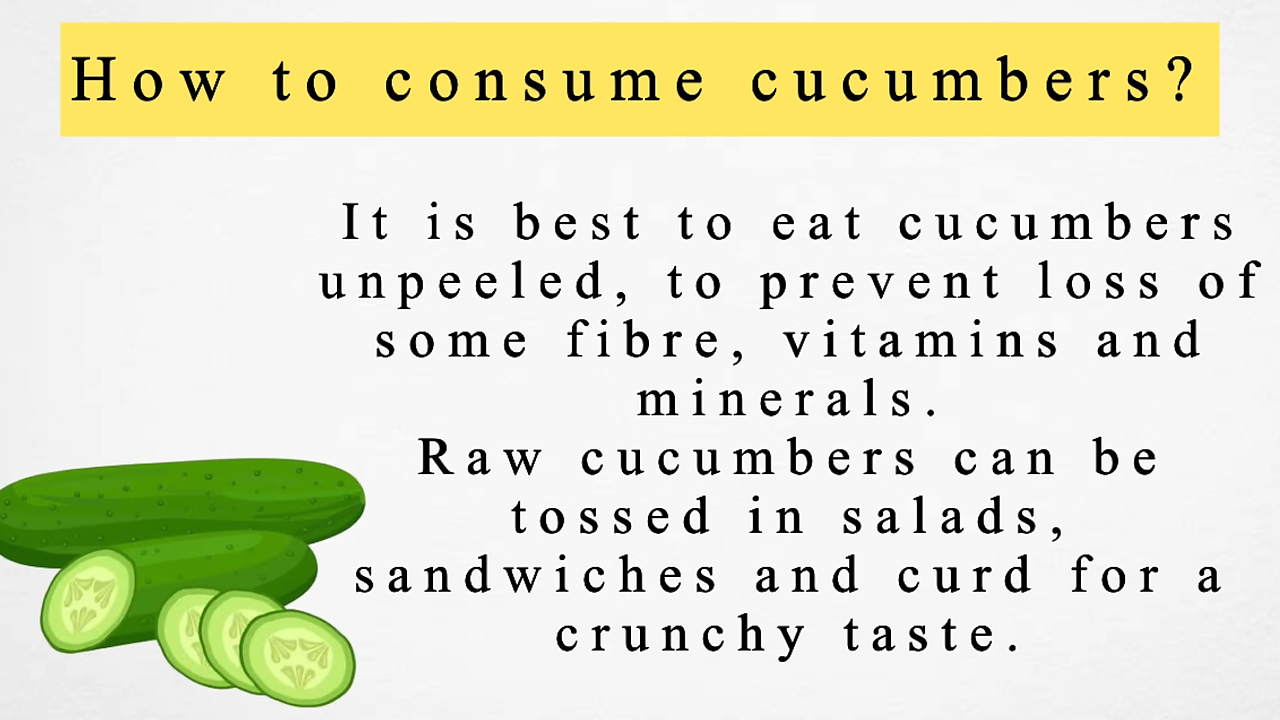 How to consume cucumbers?
It is best to eat cucumbers
unpeeled, to prevent loss of
some fibre, vitamins and
minerals.
Raw cucumbers can be
tossed in salads,
sandwiches and curd for a
crunchy taste.